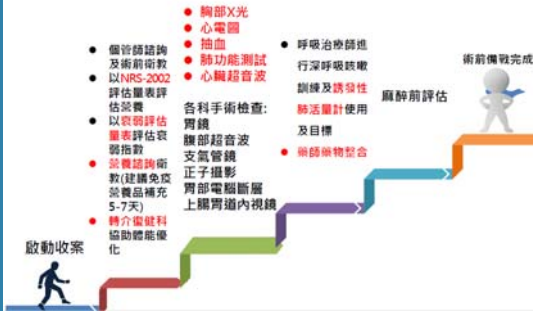 啟動收案
● 個管師諮詢
及術前衛教
● 以NRS-2002
評估量表評
估營養
● 以衰弱評估
量表評估衰
弱指數
● 營養諮詢衛
教(建議免疫
營養品補充
5-7天)
● 轉介復健科
協助體能優
化
● 胸部X光
● 心電圖
● 抽血
● 肺功能測試
● 心臟超音波
各科手術檢查:
胃鏡
腹部超音波
支氣管鏡
正子攝影
胃部電腦斷層
上腸胃道內視鏡
● 呼吸治療師進
行深呼吸咳嗽
訓練及誘發性
肺活量計使用
及目標
● 藥師藥物整合
麻醉前評估
術前備戰完成